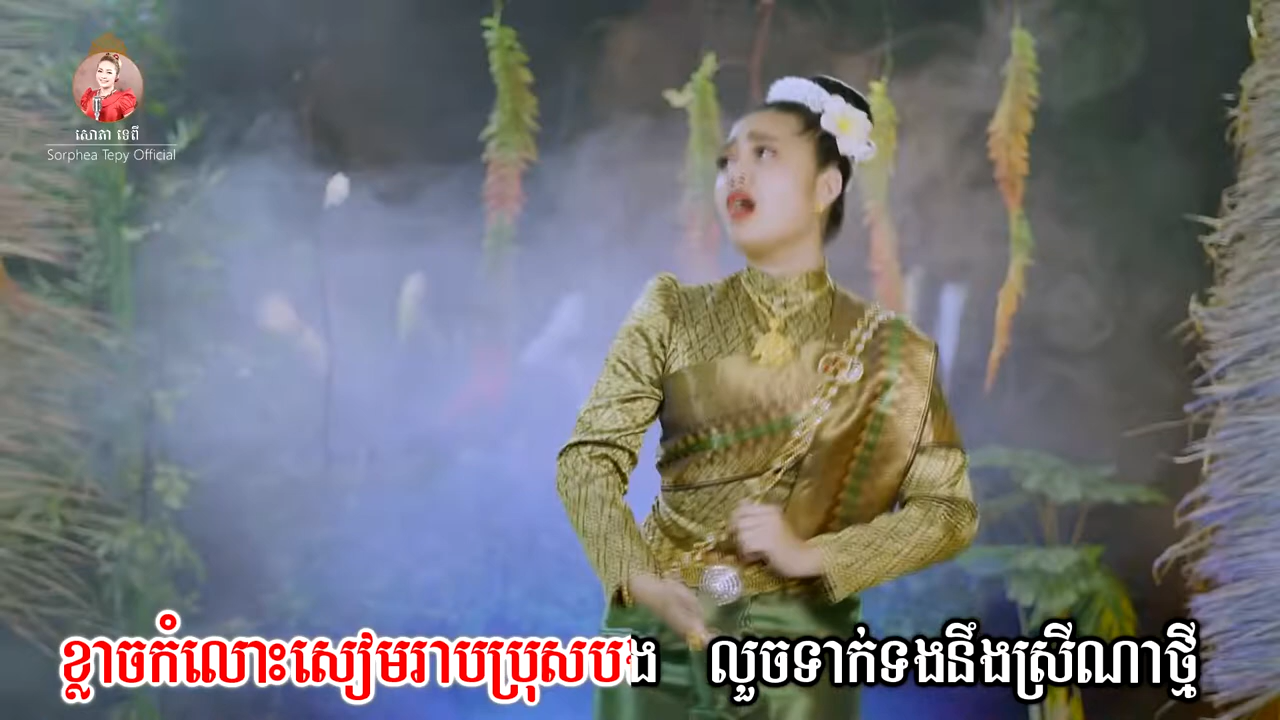 សោភា ទេពី
Sorphea Tepy Official
ខ្លាចកំលោះសៀមរាបប្រុសបង លួចទាក់ទងនឹងស្រីណាថ្មី